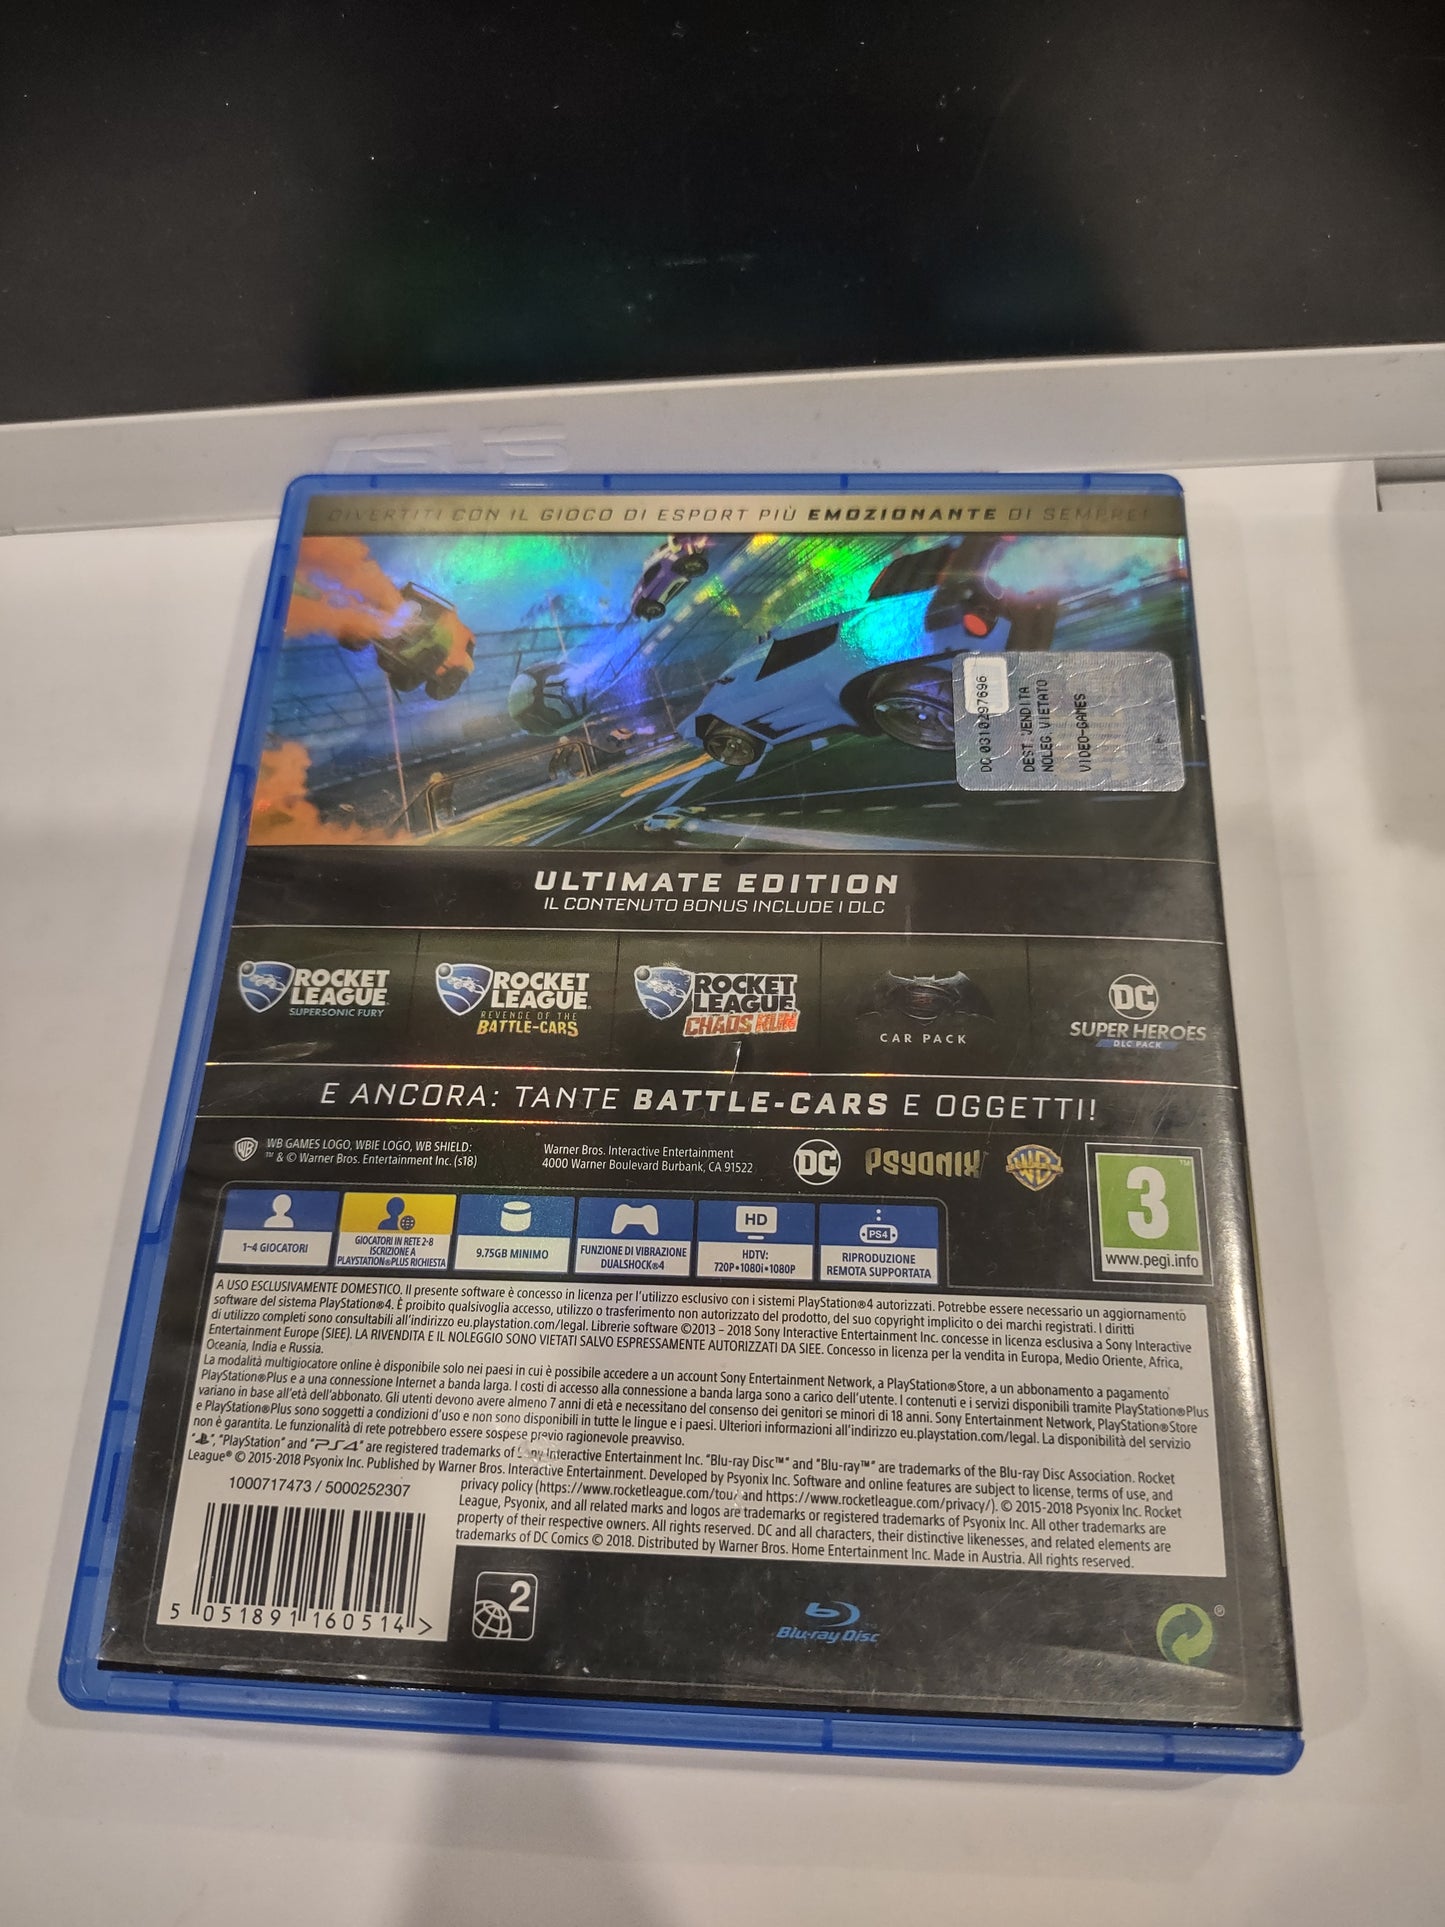 ASUS
DIVERTITI CON IL GIOCO DI ESPORT PIÙ EMOZIONANTE DI SEMPRE!
DEST.VENDITA
NOLEG.VIETATO
VIDEO-GAMES
ULTIMATE EDITION
IL CONTENUTO BONUS INCLUDE I DLC
ROCKET LEAGUE SUPERSONIC FURY
ROCKET LEAGUE REVENGE OF THE BATTLE-CARS
ROCKET LEAGUE CHAOS RUN
CAR PACK
DC SUPER HEROES DLC PACK
E ANCORA: TANTE BATTLE-CARS E OGGETTI!
WB GAMES LOGO, WBIE LOGO, WB SHIELD:
™ & © Warner Bros. Entertainment Inc. (s18)
Warner Bros. Interactive Entertainment
4000 Warner Boulevard Burbank, CA 91522
DC
PSYONIX
WB
3™
www.pegi.info
1-4 GIOCATORI
GIOCATORI IN RETE 2-8
ISCRIZIONE A
PLAYSTATION®PLUS RICHIESTA
9.75GB MINIMO
FUNZIONE DI VIBRAZIONE
DUALSHOCK®4
HD
HDTV:
720P•1080i•1080P
PS4
RIPRODUZIONE
REMOTA SUPPORTATA
A USO ESCLUSIVAMENTE DOMESTICO. Il presente software è concesso in licenza per l'utilizzo esclusivo con i sistemi PlayStation®4 autorizzati. Potrebbe essere necessario un aggiornamento
software del sistema PlayStation®4. È proibito qualsivoglia accesso, utilizzo o trasferimento non autorizzato del prodotto, del suo copyright implicito o dei marchi registrati. I diritti
di utilizzo completi sono consultabili all'indirizzo eu.playstation.com/legal. Librerie software ©2013 – 2018 Sony Interactive Entertainment Inc. concesse in licenza esclusiva a Sony Interactive
Entertainment Europe (SIEE). LA RIVENDITA E IL NOLEGGIO SONO VIETATI SALVO ESPRESSAMENTE AUTORIZZATI DA SIEE. Concesso in licenza per la vendita in Europa, Medio Oriente, Africa,
Oceania, India e Russia.
La modalità multigiocatore online è disponibile solo nei paesi in cui è possibile accedere a un account Sony Entertainment Network, a PlayStation®Store, a un abbonamento a pagamento
PlayStation®Plus e a una connessione Internet a banda larga. I costi di accesso alla connessione a banda larga sono a carico dell'utente. I contenuti e i servizi disponibili tramite PlayStation®Plus
variano in base all'età dell'abbonato. Gli utenti devono avere almeno 7 anni di età e necessitano del consenso dei genitori se minori di 18 anni. Sony Entertainment Network, PlayStation®Store
e PlayStation®Plus sono soggetti a condizioni d'uso e non sono disponibili in tutte le lingue e i paesi. Ulteriori informazioni all'indirizzo eu.playstation.com/legal. La disponibilità del servizio
non è garantita. Le funzionalità di rete potrebbero essere sospese previo ragionevole preavviso.
"", "PlayStation" and "PS4" are registered trademarks of Sony Interactive Entertainment Inc. "Blu-ray Disc™" and "Blu-ray™" are trademarks of the Blu-ray Disc Association. Rocket
League® © 2015-2018 Psyonix Inc. Published by Warner Bros. Interactive Entertainment. Developed by Psyonix Inc. Software and online features are subject to license, terms of use, and
privacy policy (https://www.rocketleague.com/tou/ and https://www.rocketleague.com/privacy/). © 2015-2018 Psyonix Inc. Rocket
League, Psyonix, and all related marks and logos are trademarks or registered trademarks of Psyonix Inc. All other trademarks are
property of their respective owners. All rights reserved. DC and all characters, their distinctive likenesses, and related elements are
trademarks of DC Comics © 2018. Distributed by Warner Bros. Home Entertainment Inc. Made in Austria. All rights reserved.
1000717473 / 5000252307
5 051891 160514 >
2
Blu-ray Disc
®